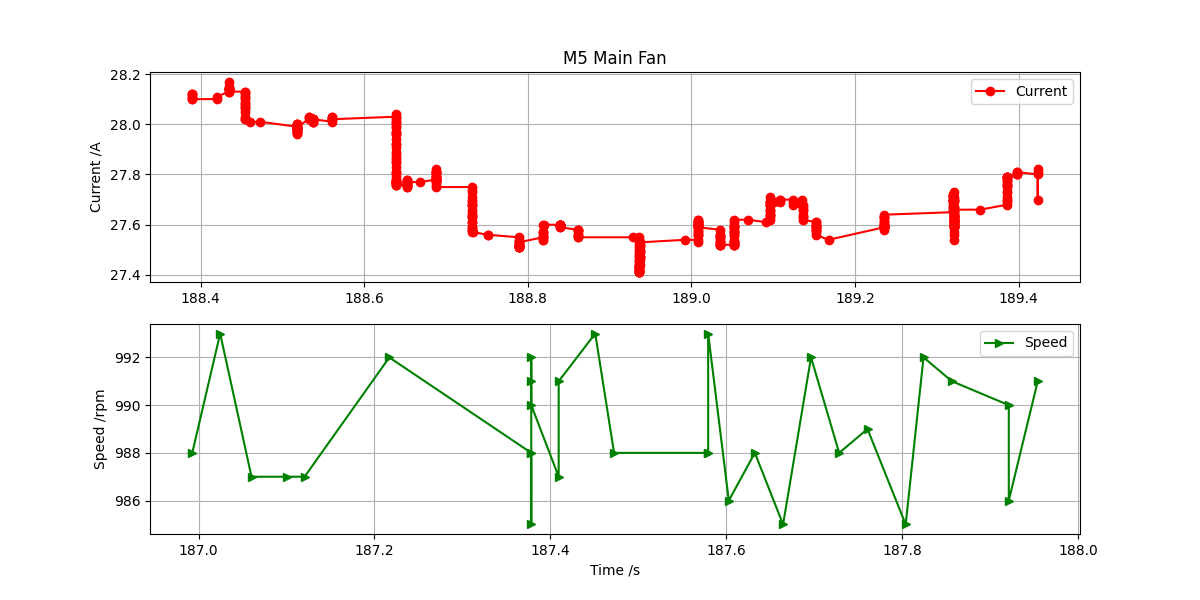 M5 Main Fan
28.2
28.0
27.8
27.6
27.4
Current /A
Current
188.4 188.6 188.8 189.0 189.2 189.4
992
990
988
986
Speed /rpm
Speed
187.0 187.2 187.4 187.6 187.8 188.0
Time /s